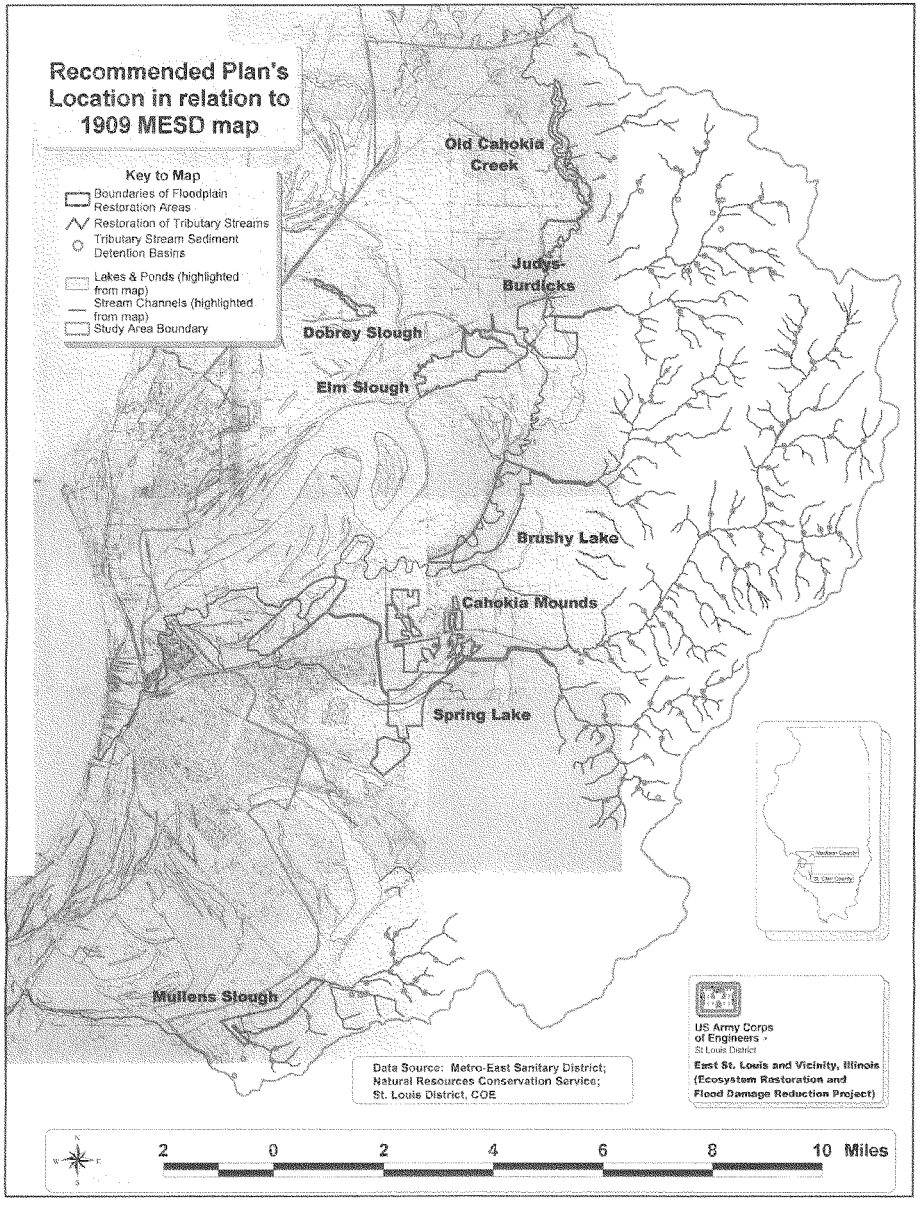 Recommended Plan's
Location in relation to
1909 MESD map
Key to Map
Boundaries of Floodplain
Restoration Areas
Restoration of Tributary Streams
Tributary Stream Sediment
Detention Basins
Lakes & Ponds (highlighted
from map)
Stream Channels (highlighted
from map)
Study Area Boundary
Old Cahokia
Creek
Judys-
Burdicks
Dobrey Slough
Elm Slough
Brushy Lake
Cahokia Mounds
Spring Lake
Madison County
St. Clair County
Mullens Slough
US Army Corps
of Engineers
St Louis District
East St. Louis and Vicinity, Illinois
(Ecosystem Restoration and
Flood Damage Reduction Project)
Data Source: Metro-East Sanitary District;
Natural Resources Conservation Service;
St. Louis District, COE
N
W E
S
2 0 2 4 6 8 10 Miles